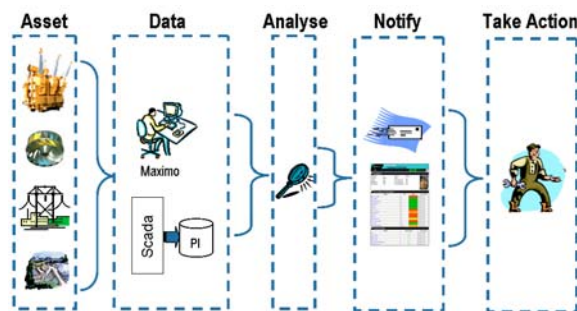 Asset
Data
Analyse
Notify
Take Action
Maximo
Scada
PI